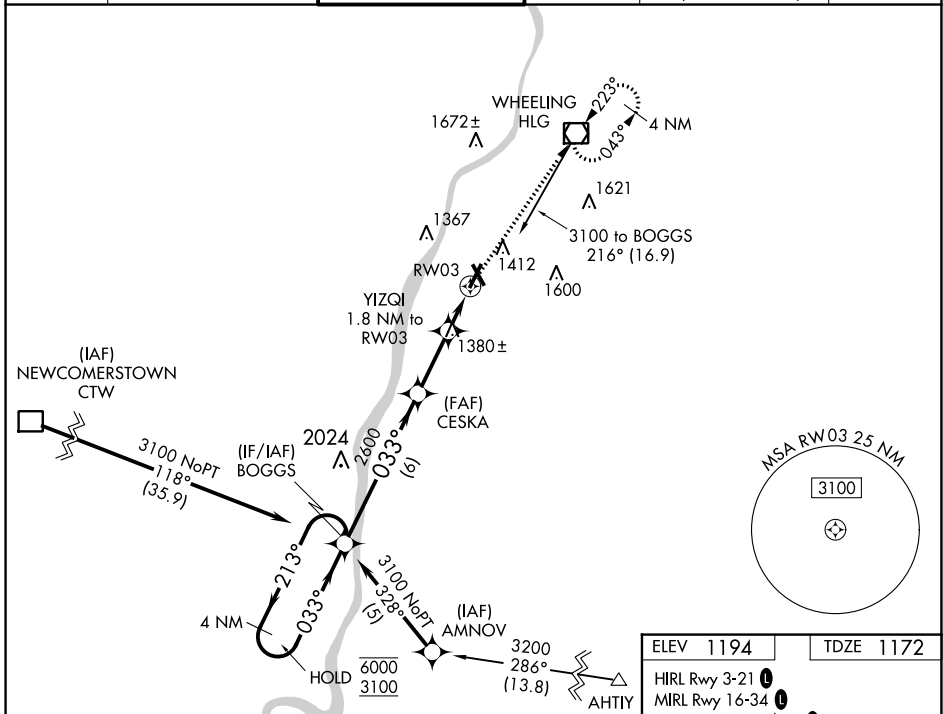 WHEELING
HLG
223°
043°
4 NM
1672±
1621
1367
3100 to BOGGS
216° (16.9)
1412
RW03
1600
YIZQI
1.8 NM to
RW03
1380±
(IAF)
NEWCOMERSTOWN
CTW
(FAF)
CESKA
3100 NoPT
118°
(35.9)
(IF/IAF)
BOGGS
2024
2600
033°
(6)
MSA RW03 25 NM
3100
213°
033°
4 NM
HOLD
6000
3100
3100 NoPT
328°
(5)
(IAF)
AMNOV
3200
286°
(13.8)
AHTIY
ELEV 1194
TDZE 1172
HIRL Rwy 3-21 L
MIRL Rwy 16-34 L